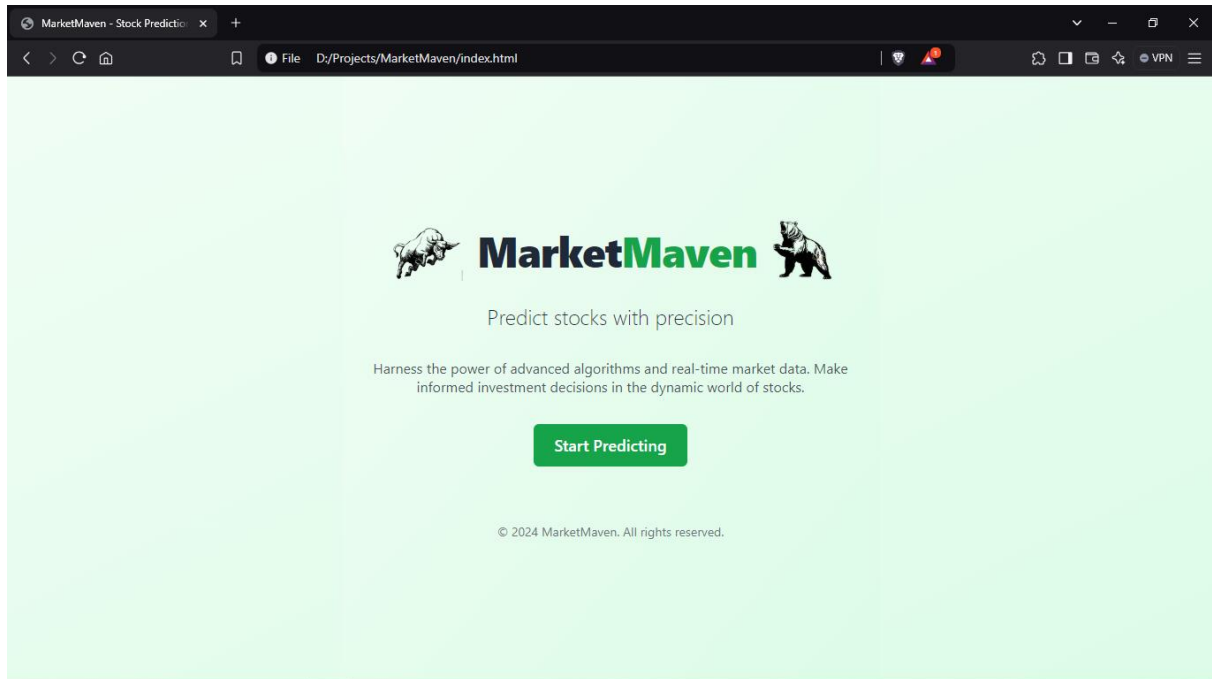 MarketMaven - Stock Predictio
File D:/Projects/MarketMaven/index.html
1
VPN
MarketMaven
Predict stocks with precision
Harness the power of advanced algorithms and real-time market data. Make
informed investment decisions in the dynamic world of stocks.
Start Predicting
© 2024 MarketMaven. All rights reserved.